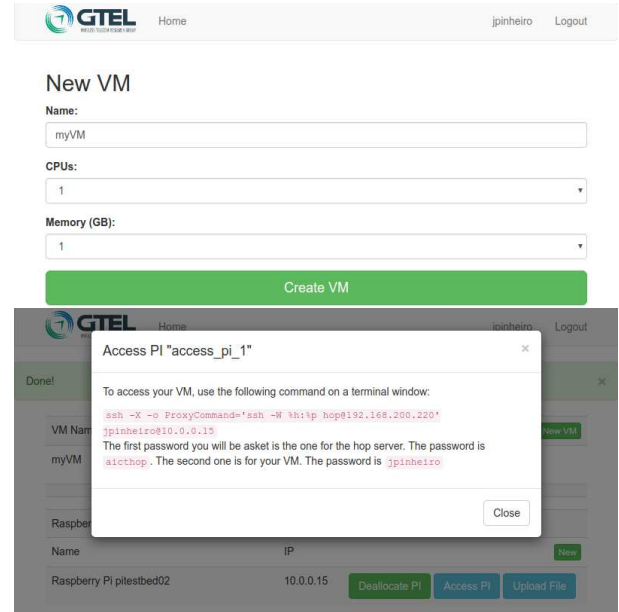 GTEL
Home
jpinheiro
Logout
New VM
Name:
myVM
CPUs:
1
Memory (GB):
1
Create VM
GTEL
Home
jpinheiro
Logout
Access PI "access_pi_1"
×
Done!
×
To access your VM, use the following command on a terminal window:
ssh -X -o ProxyCommand='ssh -W %h:%p hop@192.168.200.220'
jpinheiro@10.0.0.15
The first password you will be asket is the one for the hop server. The password is
aicthop . The second one is for your VM. The password is jpinheiro
VM Nam
New VM
myVM
Close
Raspber
Name
IP
New
Raspberry Pi pitestbed02
10.0.0.15
Deallocate PI
Access PI
Upload File